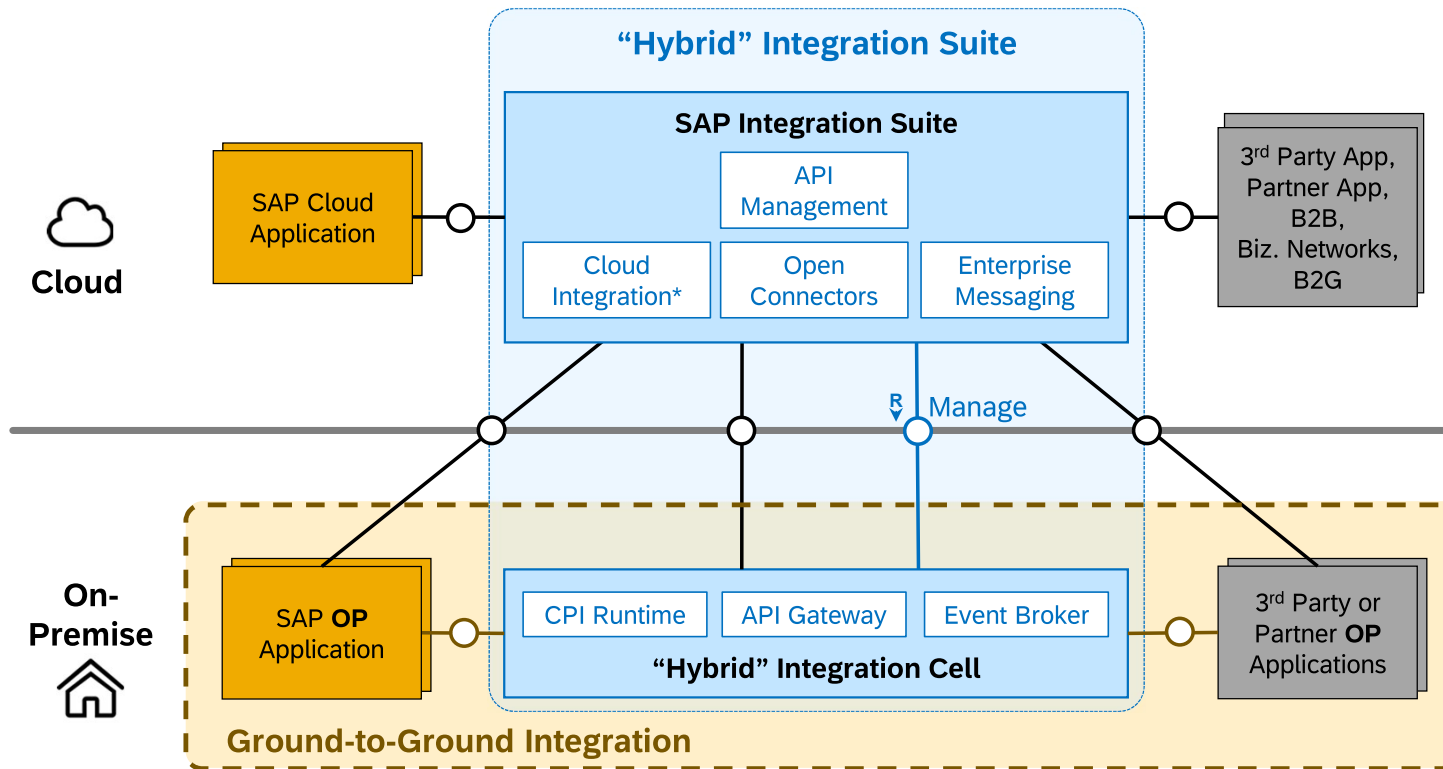 “Hybrid” Integration Suite
SAP Integration Suite
API
Management
Cloud
Integration*
Open
Connectors
Enterprise
Messaging
SAP Cloud
Application
3rd Party App,
Partner App,
B2B,
Biz. Networks,
B2G
Cloud
R
Manage
On-
Premise
SAP OP
Application
CPI Runtime
API Gateway
Event Broker
“Hybrid” Integration Cell
3rd Party or
Partner OP
Applications
Ground-to-Ground Integration